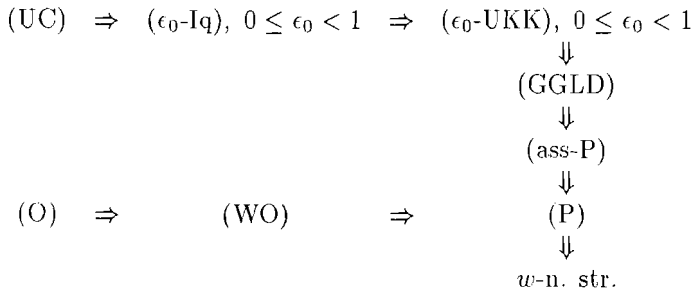 (UC) ⇒ (ϵ₀-Iq), 0 ≤ ϵ₀ < 1 ⇒ (ϵ₀-UKK), 0 ≤ ϵ₀ < 1
⇓
(GGLD)
⇓
(ass-P)
⇓
(O) ⇒ (WO) ⇒ (P)
⇓
w-n. str.